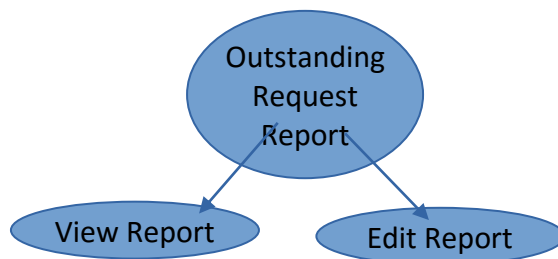 Outstanding
Request
Report
View Report
Edit Report